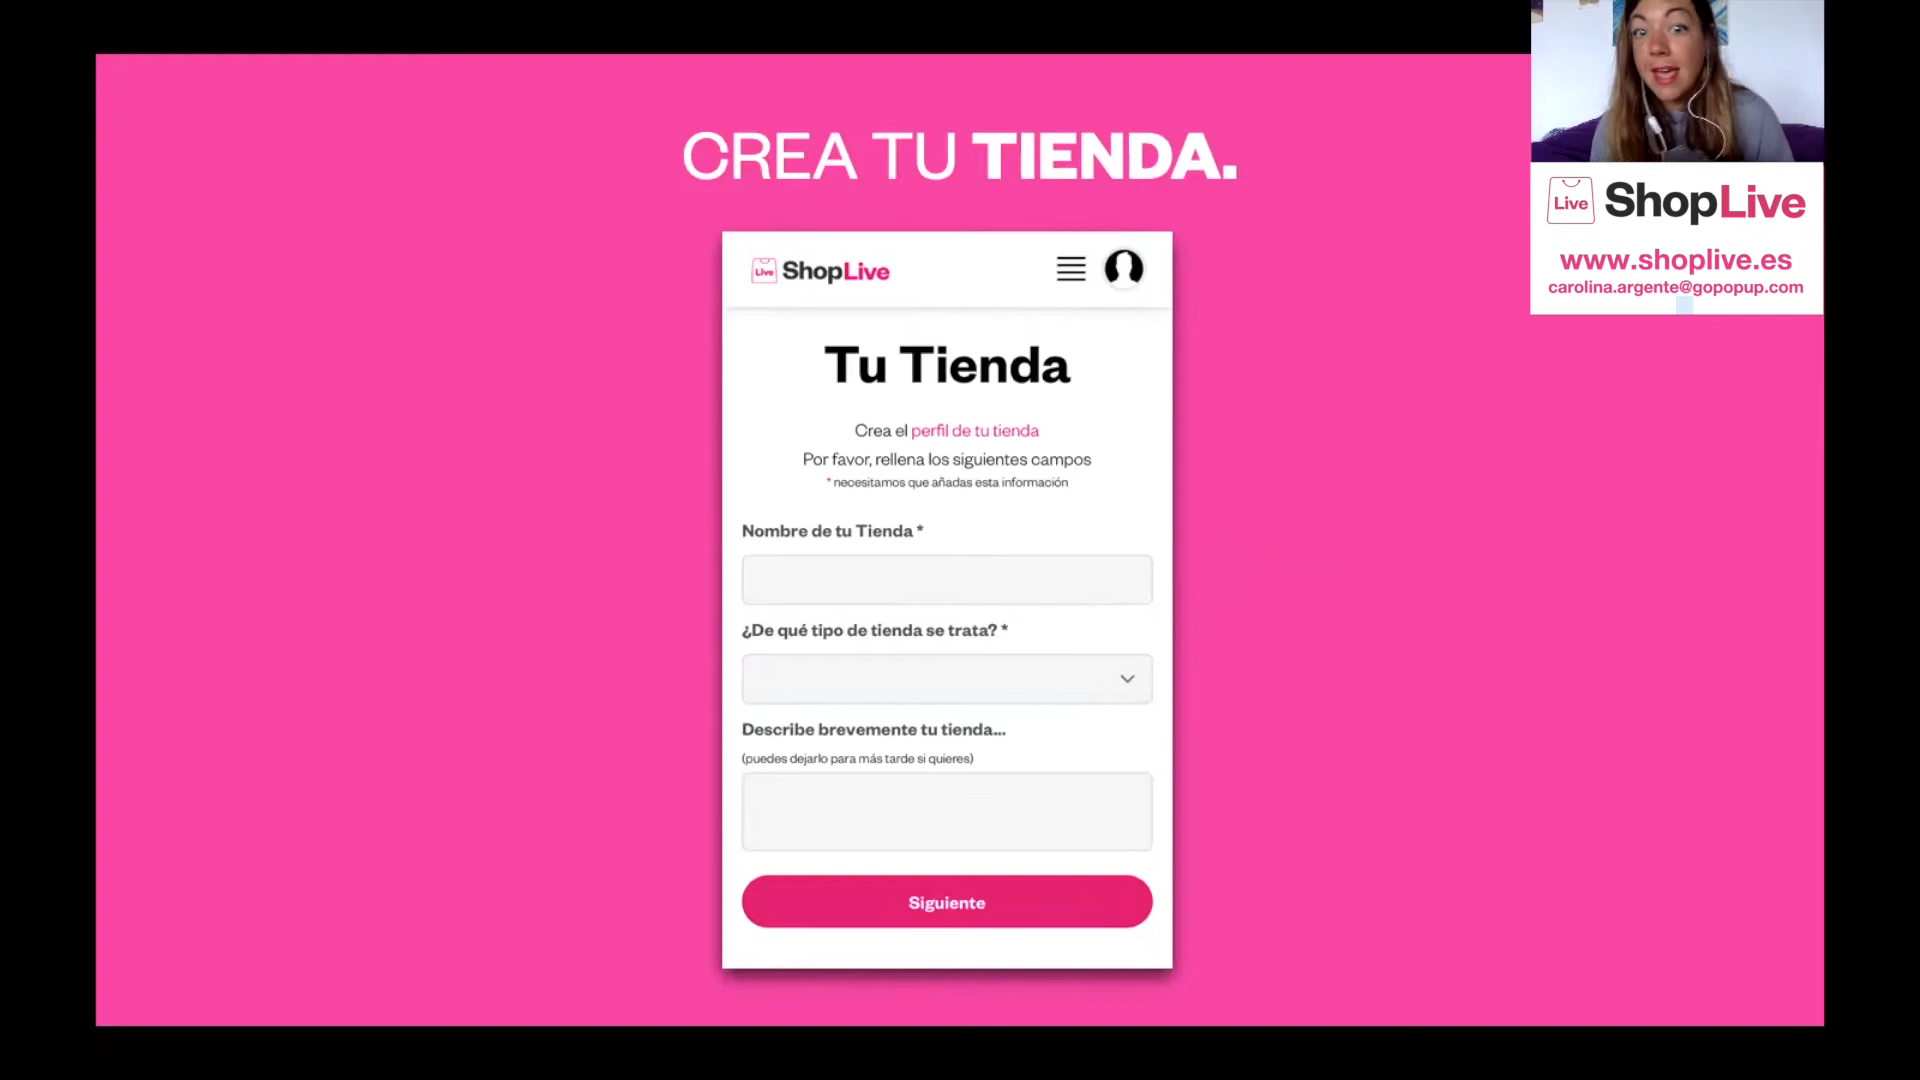 CREA TU TIENDA.
Live ShopLive
www.shoplive.es
carolina.argente@gopopup.com
Live ShopLive
Tu Tienda
Crea el perfil de tu tienda
Por favor, rellena los siguientes campos
* necesitamos que añadas esta información
Nombre de tu Tienda *
¿De qué tipo de tienda se trata? *
Describe brevemente tu tienda...
(puedes dejarlo para más tarde si quieres)
Siguiente